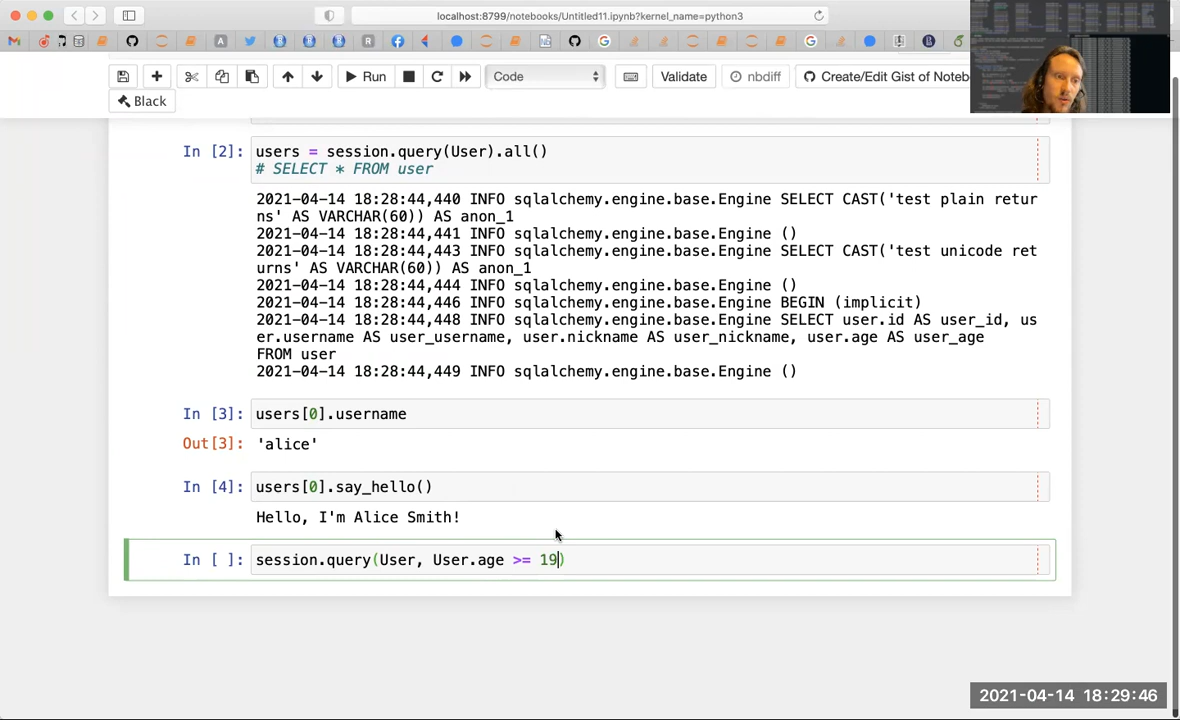 localhost:8799/notebooks/Untitled11.ipynb?kernel_name=python3
Run
Code
Validate
nbdiff
Create/Edit Gist of Noteb
Black
In [2]: users = session.query(User).all()
# SELECT * FROM user
2021-04-14 18:28:44,440 INFO sqlalchemy.engine.base.Engine SELECT CAST('test plain retur
ns' AS VARCHAR(60)) AS anon_1
2021-04-14 18:28:44,441 INFO sqlalchemy.engine.base.Engine ()
2021-04-14 18:28:44,443 INFO sqlalchemy.engine.base.Engine SELECT CAST('test unicode ret
urns' AS VARCHAR(60)) AS anon_1
2021-04-14 18:28:44,444 INFO sqlalchemy.engine.base.Engine ()
2021-04-14 18:28:44,446 INFO sqlalchemy.engine.base.Engine BEGIN (implicit)
2021-04-14 18:28:44,448 INFO sqlalchemy.engine.base.Engine SELECT user.id AS user_id, us
er.username AS user_username, user.nickname AS user_nickname, user.age AS user_age
FROM user
2021-04-14 18:28:44,449 INFO sqlalchemy.engine.base.Engine ()
In [3]: users[0].username
Out[3]: 'alice'
In [4]: users[0].say_hello()
Hello, I'm Alice Smith!
In [ ]: session.query(User, User.age >= 19)
2021-04-14 18:29:46